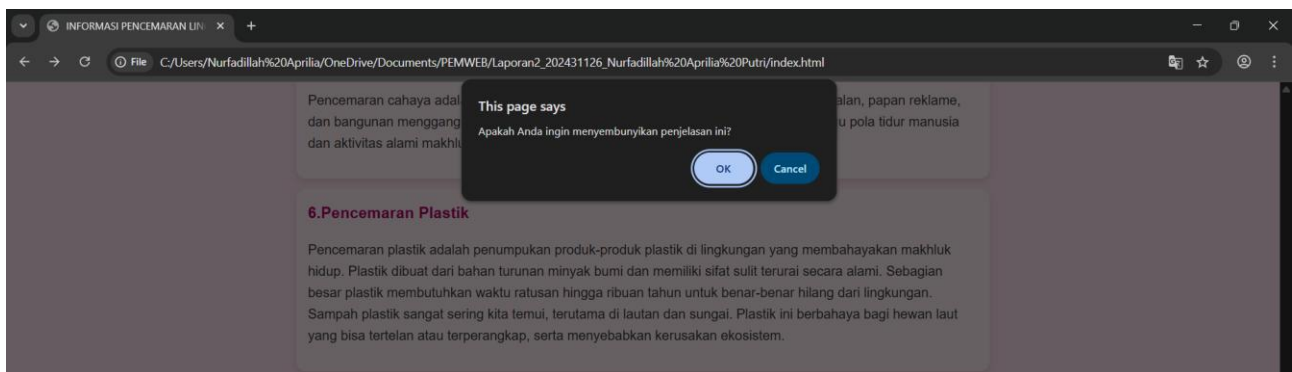 INFORMASI PENCEMARAN LIN
File C:/Users/Nurfadillah%20Aprilia/OneDrive/Documents/PEMWEB/Laporan2_202431126_Nurfadillah%20Aprilia%20Putri/index.html
This page says
Apakah Anda ingin menyembunyikan penjelasan ini?
OK Cancel
Pencemaran cahaya adal alan, papan reklame,
dan bangunan menggang u pola tidur manusia
dan aktivitas alami makhlu
6.Pencemaran Plastik
Pencemaran plastik adalah penumpukan produk-produk plastik di lingkungan yang membahayakan makhluk
hidup. Plastik dibuat dari bahan turunan minyak bumi dan memiliki sifat sulit terurai secara alami. Sebagian
besar plastik membutuhkan waktu ratusan hingga ribuan tahun untuk benar-benar hilang dari lingkungan.
Sampah plastik sangat sering kita temui, terutama di lautan dan sungai. Plastik ini berbahaya bagi hewan laut
yang bisa tertelan atau terperangkap, serta menyebabkan kerusakan ekosistem.